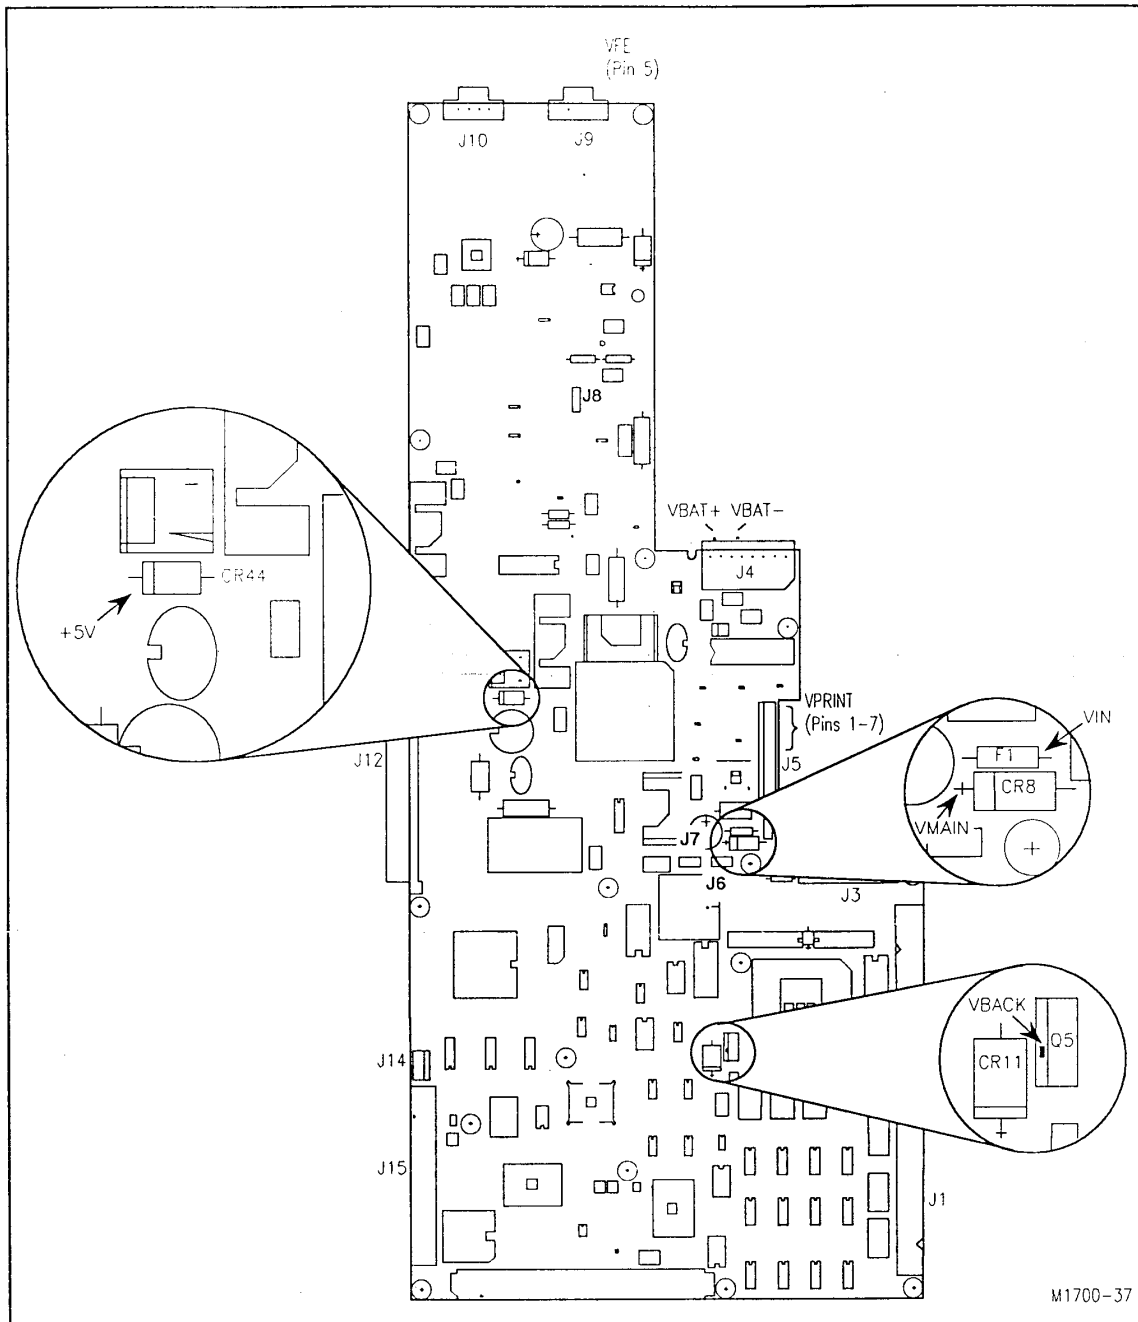 VFE
(Pin 5)
J10
J9
J8
VBAT+ VBAT-
J4
CR44
+5V
VPRINT
(Pins 1-7)
J5
J12
VIN
F1
CR8
VMAIN
J7
J6
J3
VBACK
Q5
CR11
J14
J15
J1
M1700-37